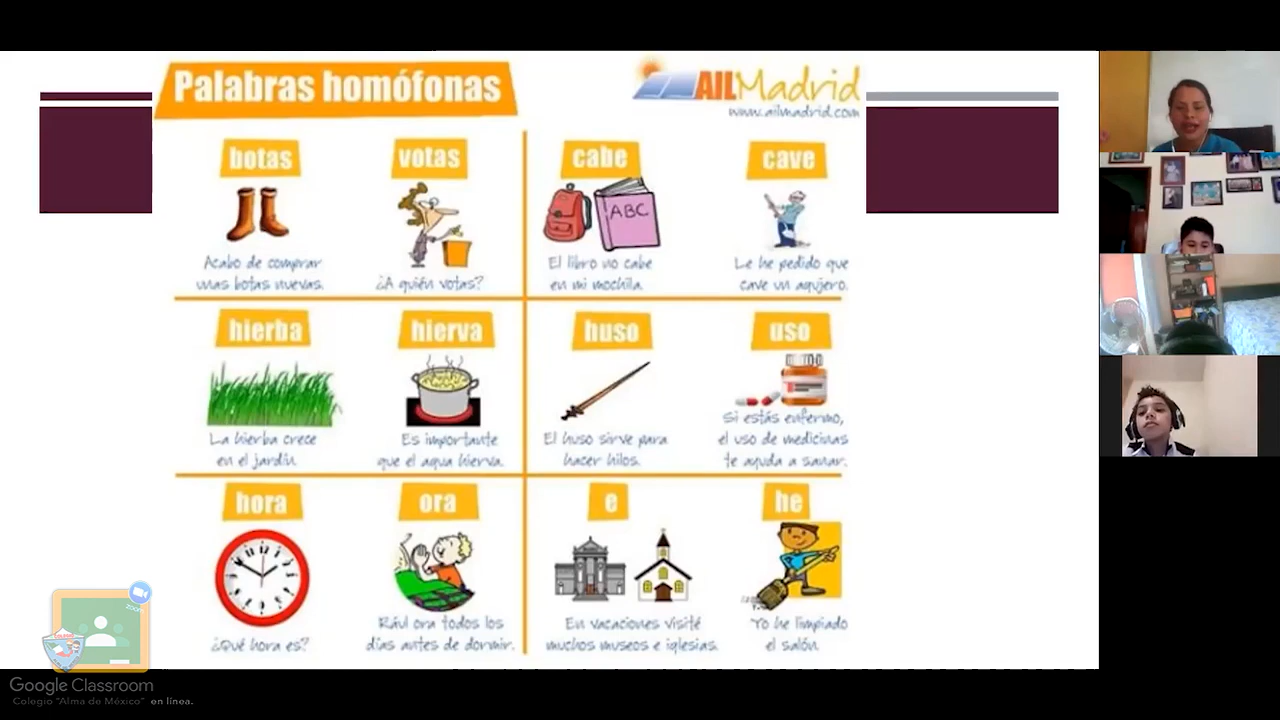 Palabras homófonas
AIL Madrid
www.ailmadrid.com
botas
Acabo de comprar
unas botas nuevas.
votas
¿A quién votas?
cabe
ABC
El libro no cabe
en mi mochila.
cave
Le he pedido que
cave un agujero.
hierba
La hierba crece
en el jardín.
hierva
Es importante
que el agua hierva.
huso
El huso sirve para
hacer hilos.
uso
Si estás enfermo,
el uso de medicinas
te ayuda a sanar.
hora
¿Qué hora es?
ora
Raúl ora todos los
días antes de dormir.
e
En vacaciones visité
muchos museos e iglesias.
he
Yo he limpiado
el salón.
zoom
COLEGIO
Google Classroom
Colegio "Alma de México" en línea.